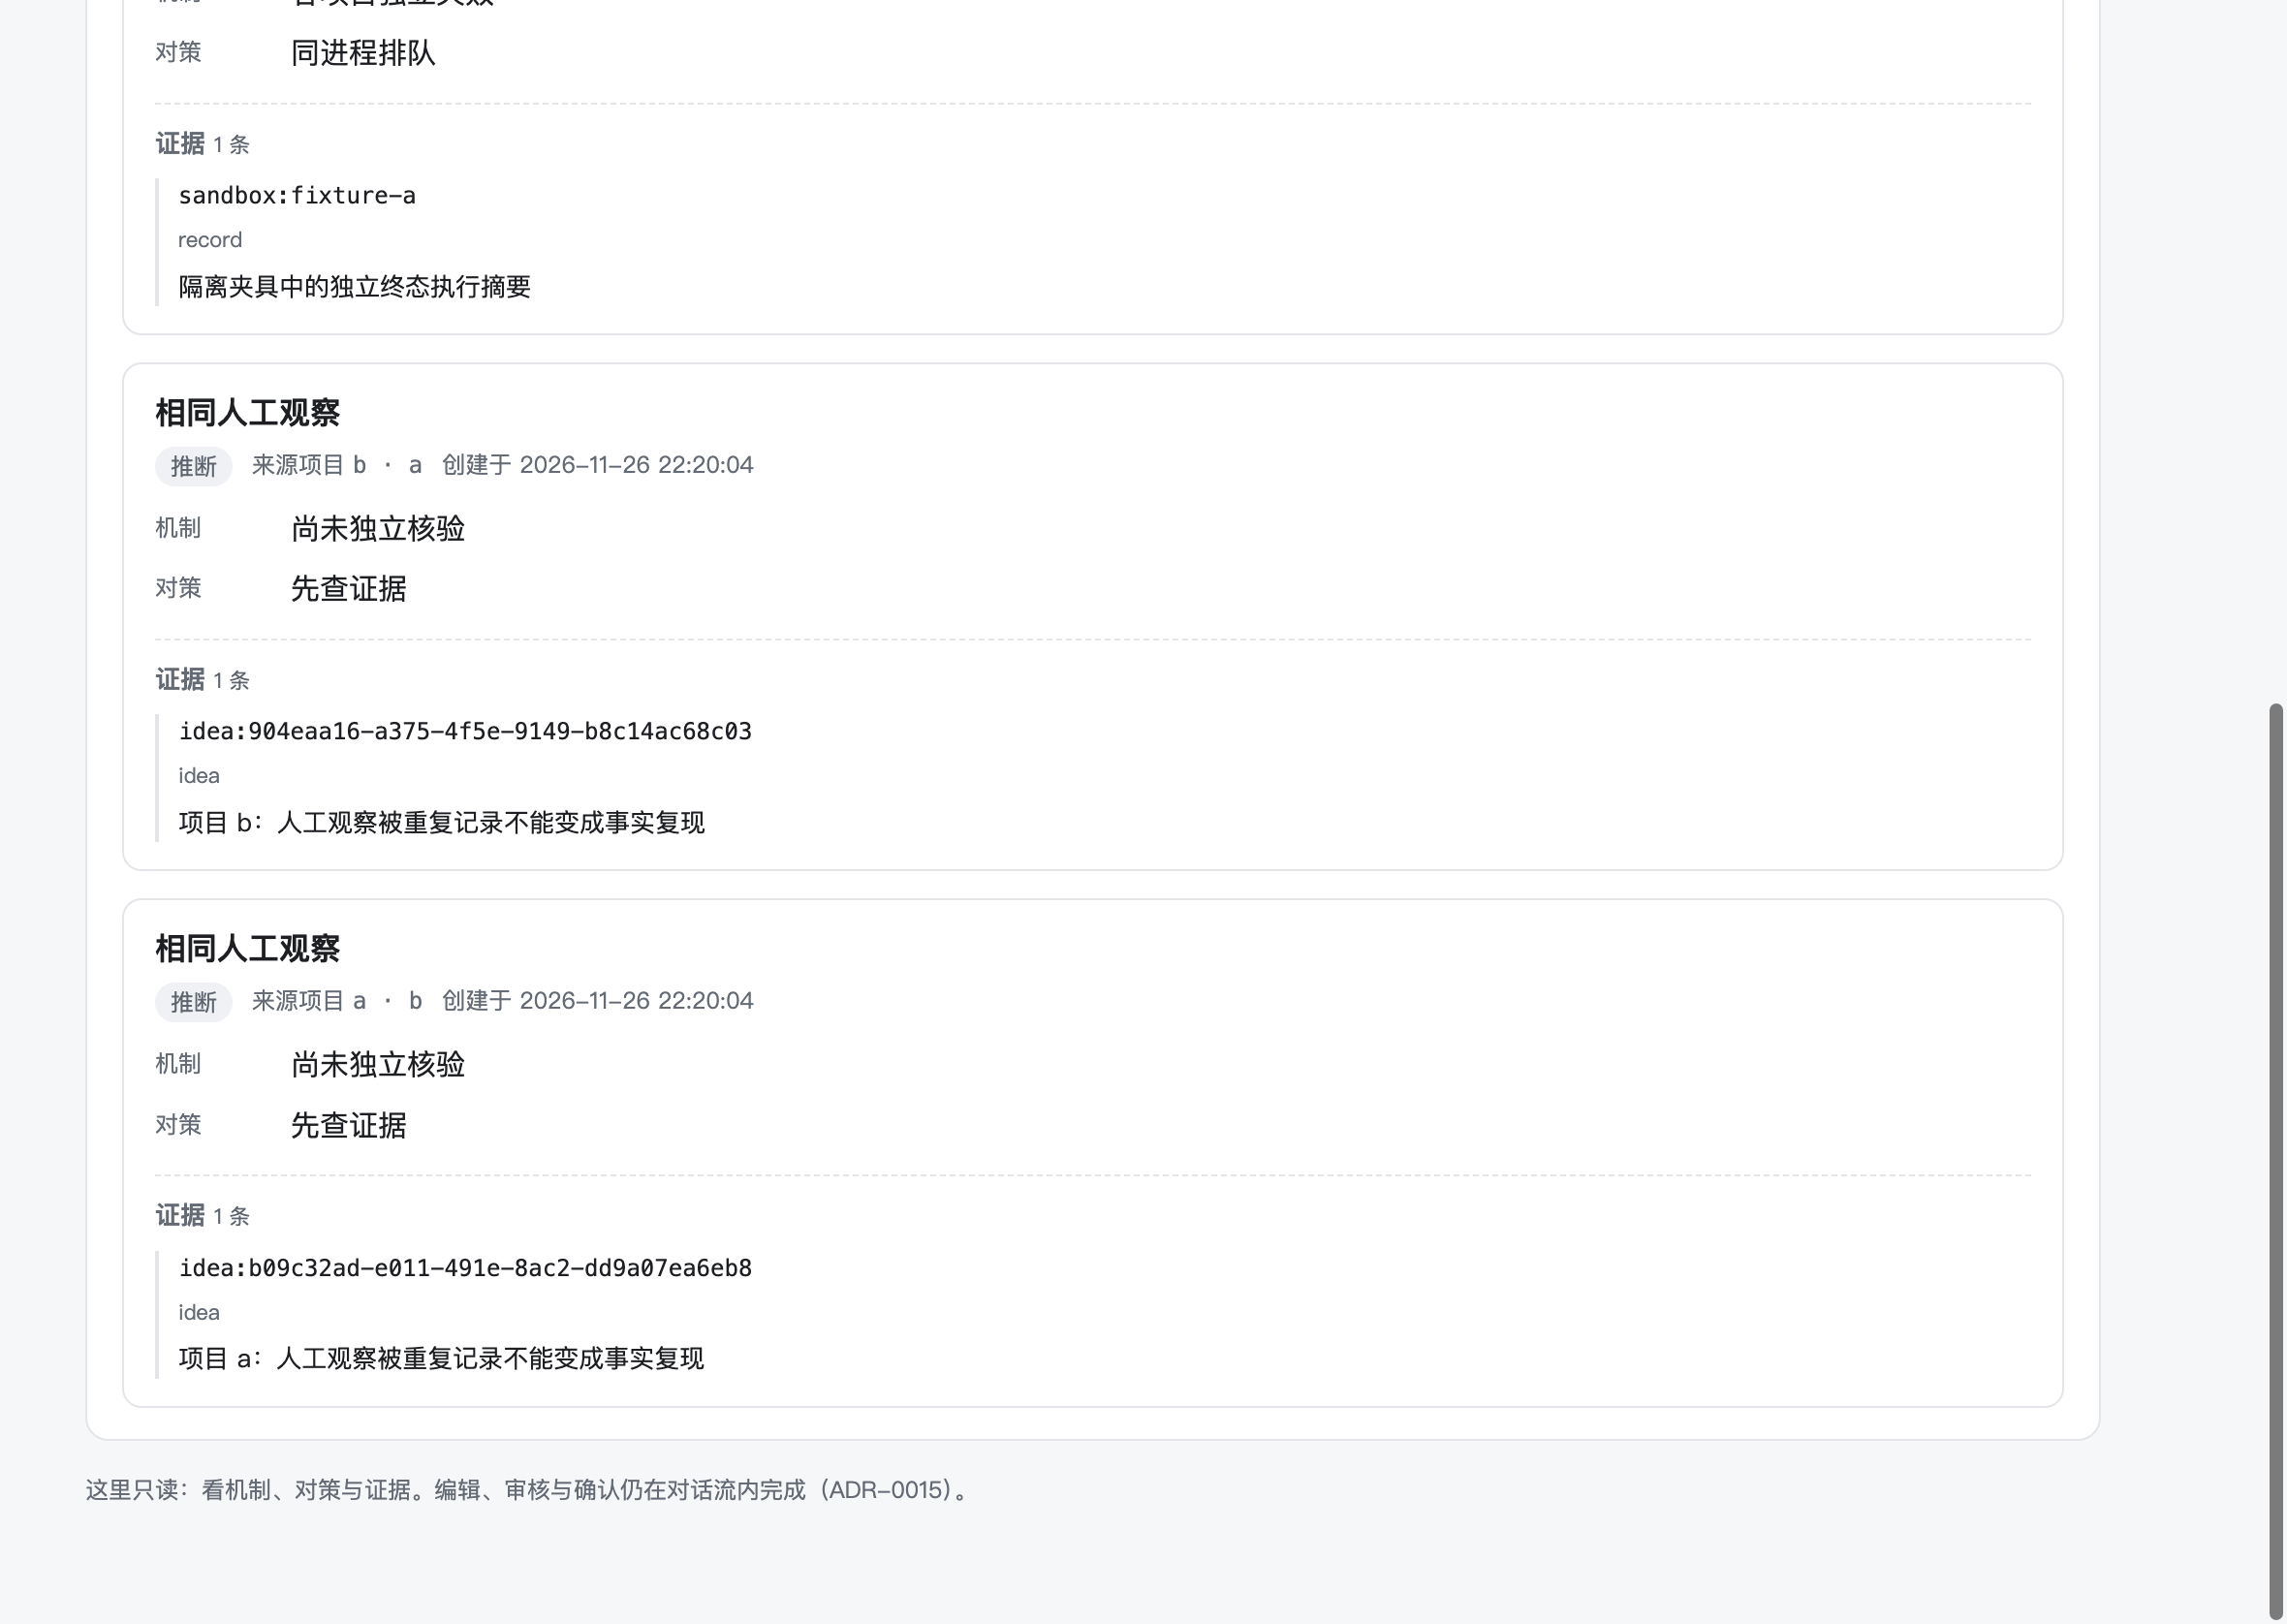 对策 同进程排队
证据 1 条
sandbox:fixture-a
record
隔离夹具中的独立终态执行摘要
相同人工观察
推断 来源项目 b · a 创建于 2026-11-26 22:20:04
机制 尚未独立核验
对策 先查证据
证据 1 条
idea:904eaa16-a375-4f5e-9149-b8c14ac68c03
idea
项目 b：人工观察被重复记录不能变成事实复现
相同人工观察
推断 来源项目 a · b 创建于 2026-11-26 22:20:04
机制 尚未独立核验
对策 先查证据
证据 1 条
idea:b09c32ad-e011-491e-8ac2-dd9a07ea6eb8
idea
项目 a：人工观察被重复记录不能变成事实复现
这里只读：看机制、对策与证据。编辑、审核与确认仍在对话流内完成（ADR-0015）。